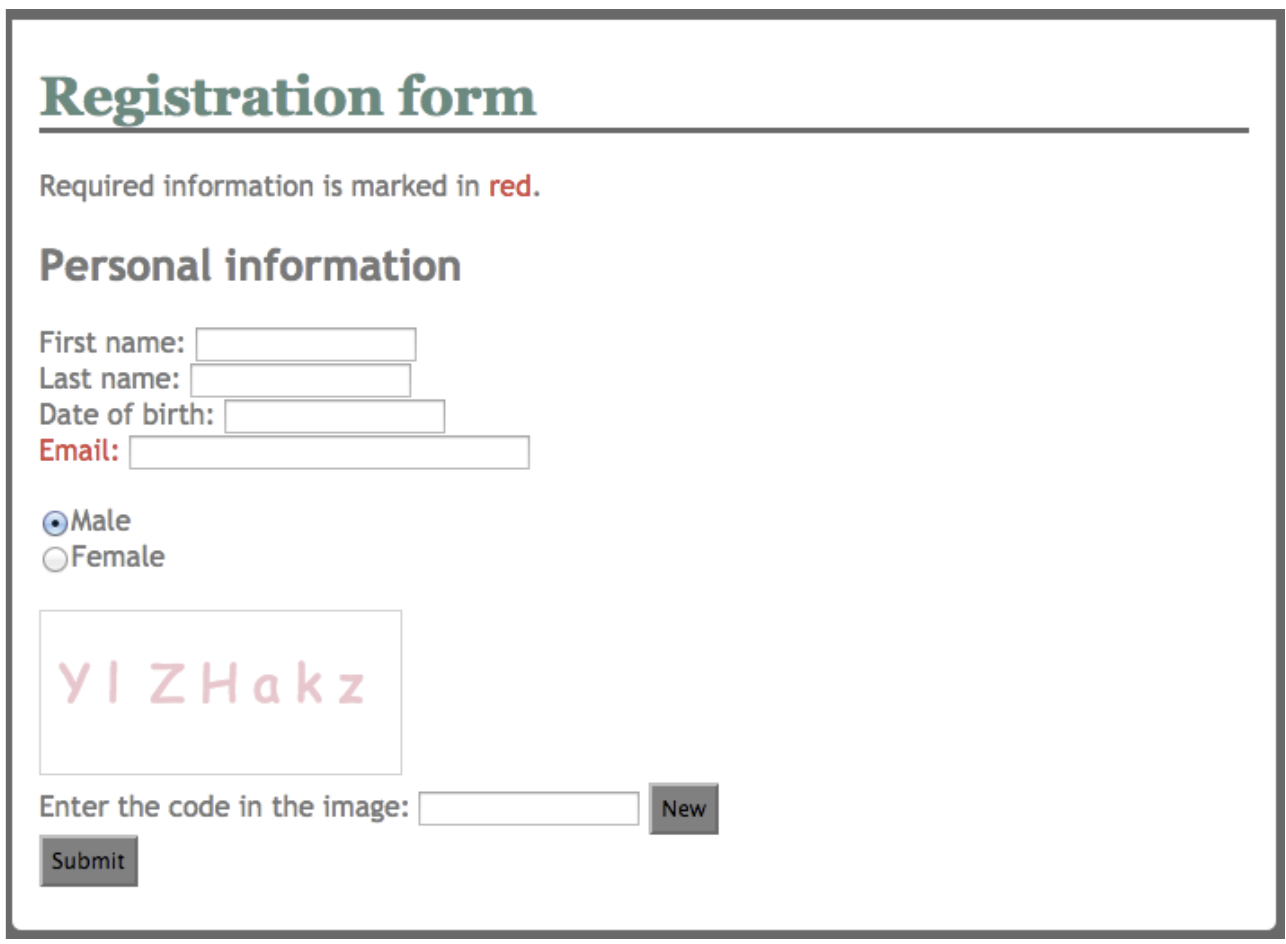 Registration form
Required information is marked in red.
Personal information
First name:
Last name:
Date of birth:
Email:
Male
Female
YlZHakz
Enter the code in the image: New
Submit